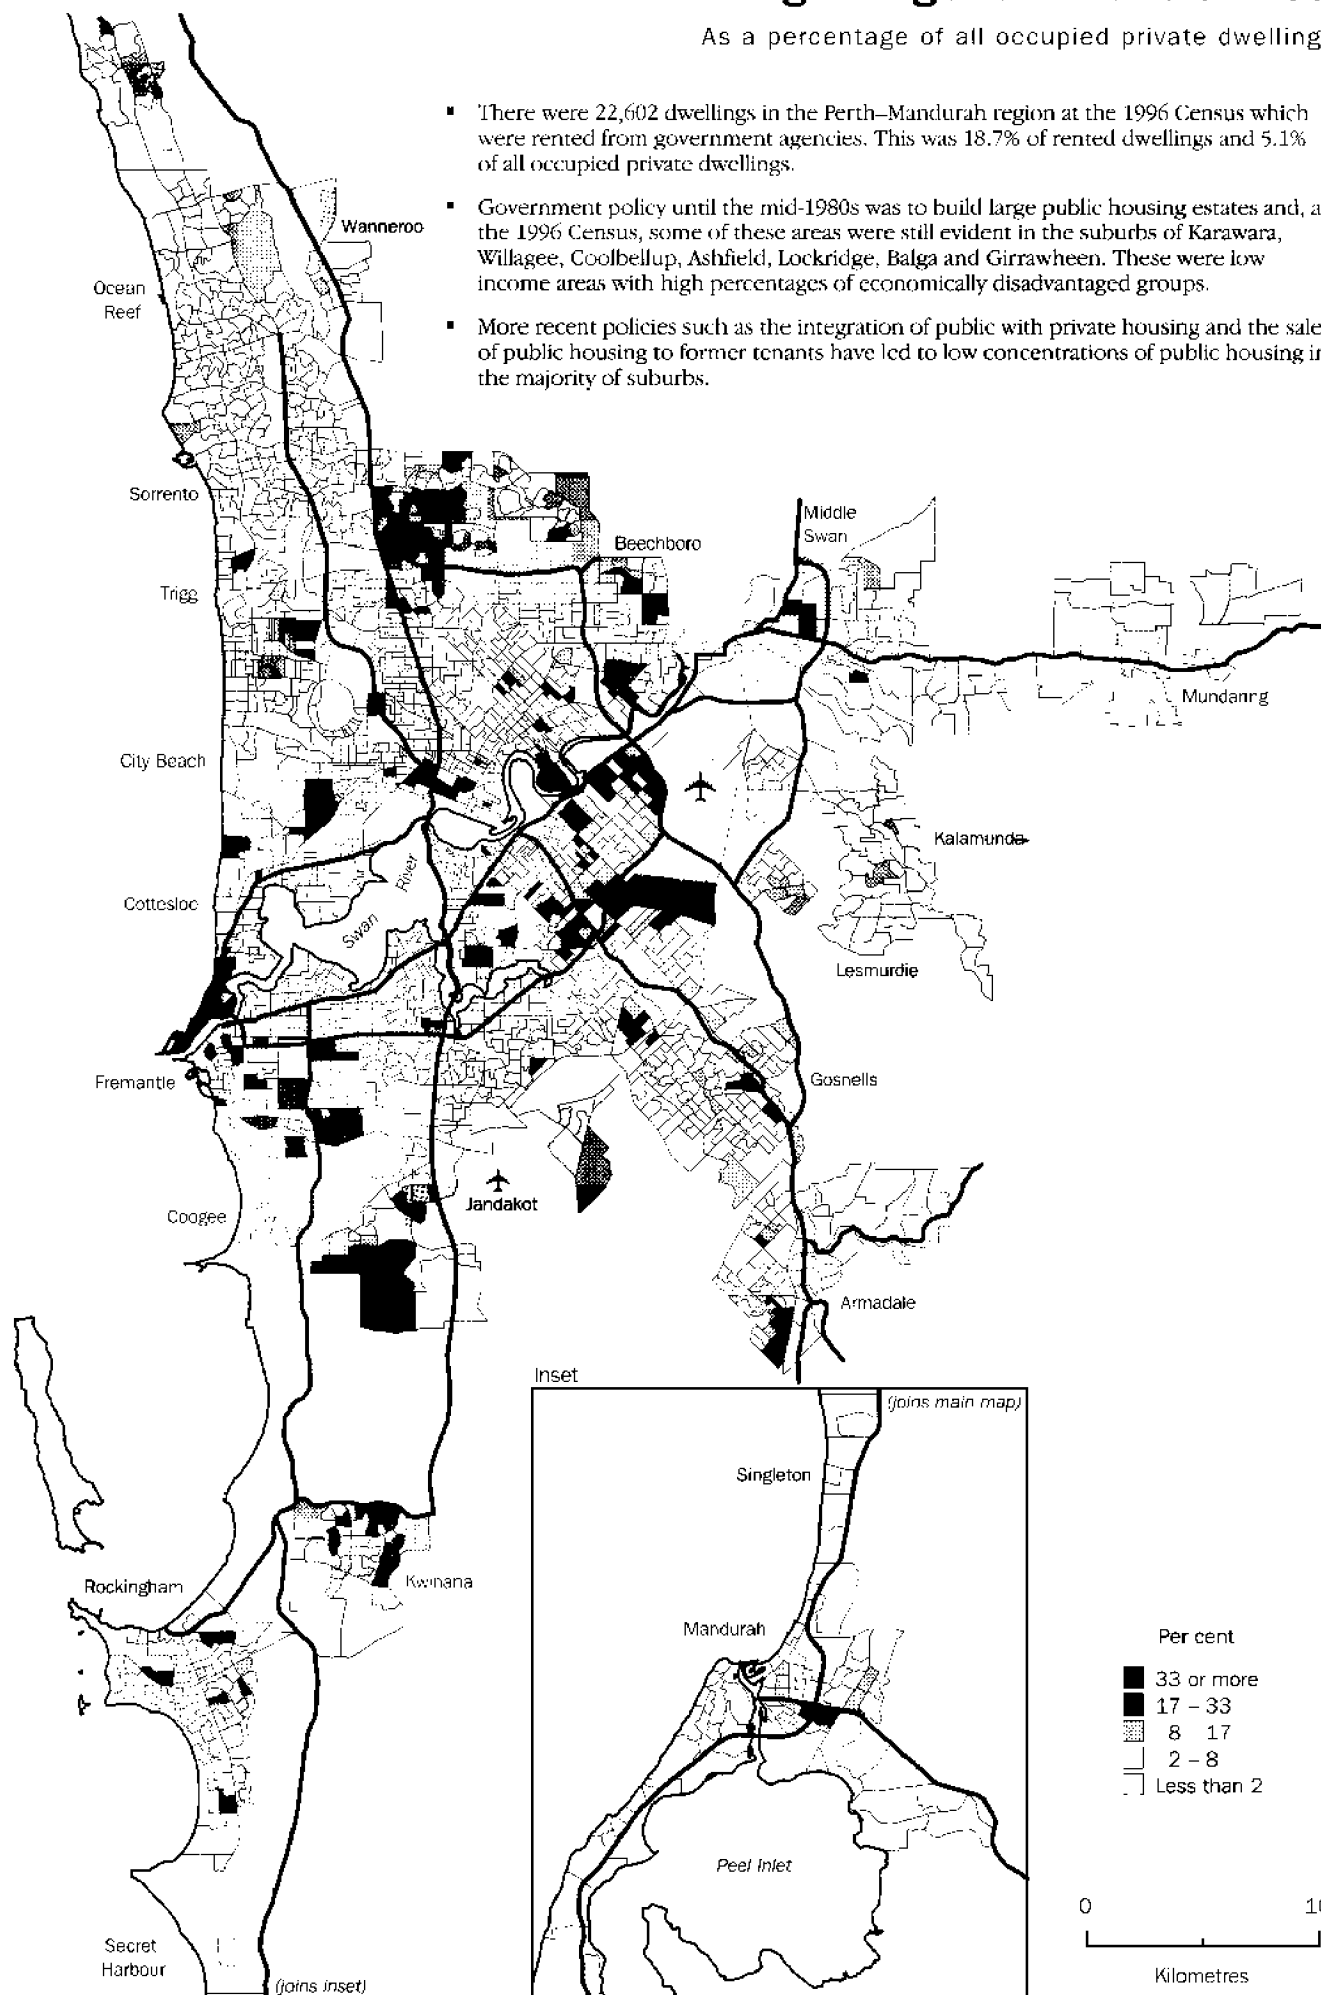 As a percentage of all occupied private dwelling
▪ There were 22,602 dwellings in the Perth–Mandurah region at the 1996 Census which
were rented from government agencies. This was 18.7% of rented dwellings and 5.1%
of all occupied private dwellings.
▪ Government policy until the mid-1980s was to build large public housing estates and, a
the 1996 Census, some of these areas were still evident in the suburbs of Karawara,
Willagee, Coolbellup, Ashfield, Lockridge, Balga and Girrawheen. These were low
income areas with high percentages of economically disadvantaged groups.
▪ More recent policies such as the integration of public with private housing and the sale
of public housing to former tenants have led to low concentrations of public housing in
the majority of suburbs.
Wanneroo
Ocean
Reef
Sorrento
Middle
Swan
Beechboro
Trigg
Mundaring
City Beach
Kalamunda
River
Cottesloe
Swan
Lesmurdie
Fremantle
Gosnells
Jandakot
Coogee
Armadale
Inset
(joins main map)
Singleton
Rockingham
Kwinana
Mandurah
Per cent
33 or more
17 – 33
8 17
2 – 8
Less than 2
Peel Inlet
0 10
Secret
Harbour
Kilometres
(joins inset)